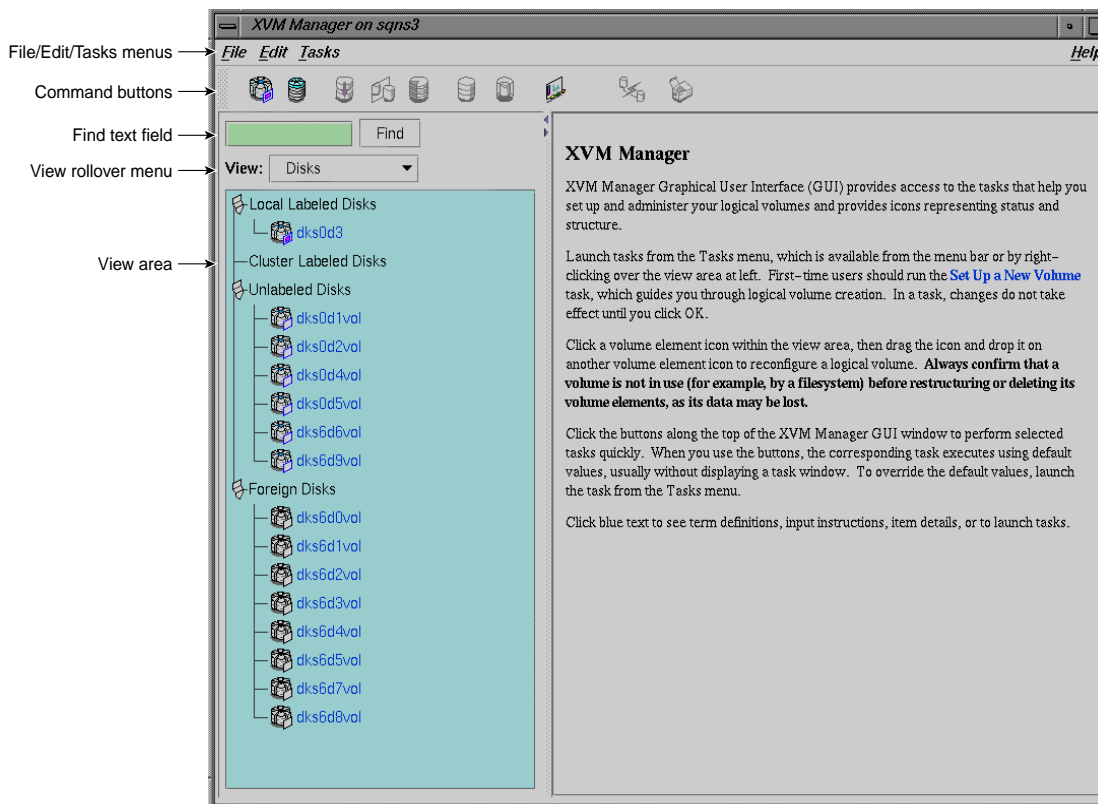 XVM Manager on sqns3
File/Edit/Tasks menus
File Edit Tasks
Help
Command buttons
Find text field
Find
View rollover menu
View: Disks
View area
Local Labeled Disks
dks0d3
Cluster Labeled Disks
Unlabeled Disks
dks0d1vol
dks0d2vol
dks0d4vol
dks0d5vol
dks6d6vol
dks6d9vol
Foreign Disks
dks6d0vol
dks6d1vol
dks6d2vol
dks6d3vol
dks6d4vol
dks6d5vol
dks6d7vol
dks6d8vol
XVM Manager
XVM Manager Graphical User Interface (GUI) provides access to the tasks that help you
set up and administer your logical volumes and provides icons representing status and
structure.
Launch tasks from the Tasks menu, which is available from the menu bar or by right-
clicking over the view area at left. First-time users should run the Set Up a New Volume
task, which guides you through logical volume creation. In a task, changes do not take
effect until you click OK.
Click a volume element icon within the view area, then drag the icon and drop it on
another volume element icon to reconfigure a logical volume. Always confirm that a
volume is not in use (for example, by a filesystem) before restructuring or deleting its
volume elements, as its data may be lost.
Click the buttons along the top of the XVM Manager GUI window to perform selected
tasks quickly. When you use the buttons, the corresponding task executes using default
values, usually without displaying a task window. To override the default values, launch
the task from the Tasks menu.
Click blue text to see term definitions, input instructions, item details, or to launch tasks.